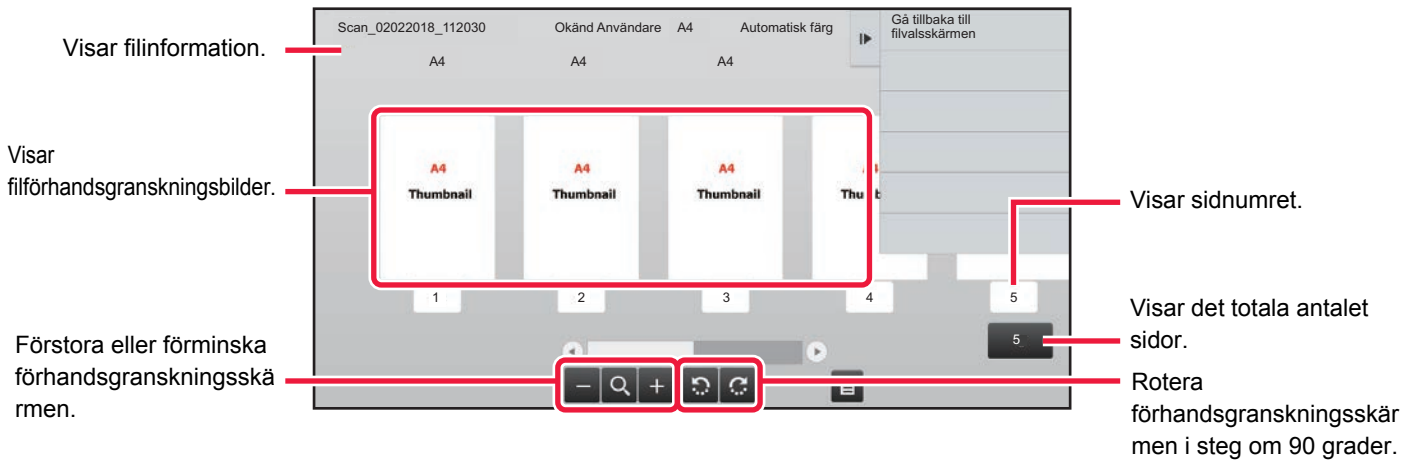 Visar filinformation.
Scan_02022018_112030 Okänd Användare A4 Automatisk färg
Gå tillbaka till
filvalsskärmen
A4 A4 A4
Visar
filförhandsgranskningsbilder.
A4 A4 A4
Thumbnail Thumbnail Thumbnail
Visar sidnumret.
1 2 3 4 5
Visar det totala antalet
sidor.
5
Förstora eller förminska
förhandsgranskningsskä
rmen.
Rotera
förhandsgranskningsskär
men i steg om 90 grader.